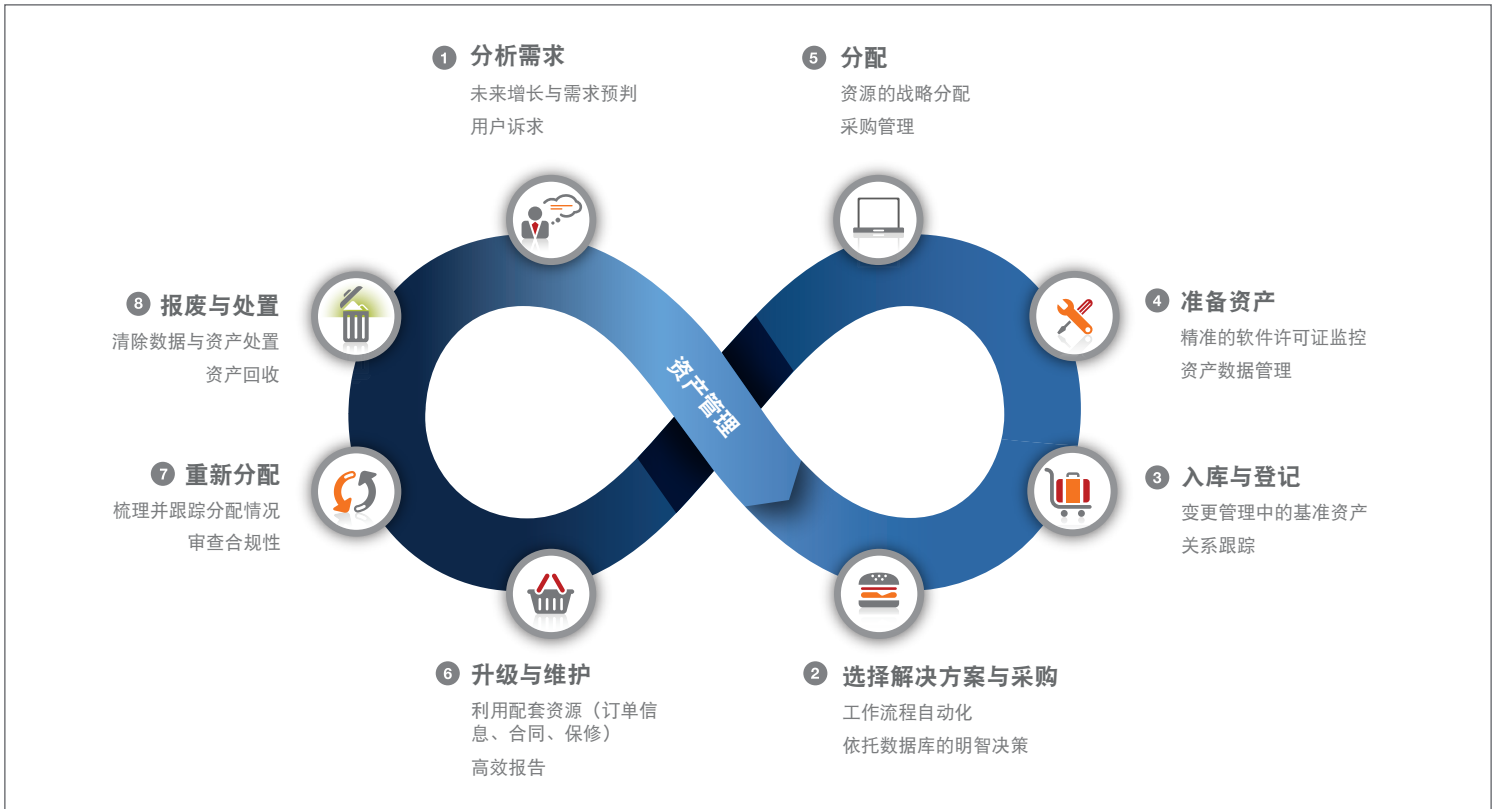 1 分析需求
未来增长与需求预判
用户诉求
5 分配
资源的战略分配
采购管理
8 报废与处置
清除数据与资产处置
资产回收
4 准备资产
精准的软件许可证监控
资产数据管理
资产管理
7 重新分配
梳理并跟踪分配情况
审查合规性
3 入库与登记
变更管理中的基准资产
关系跟踪
6 升级与维护
利用配套资源（订单信
息、合同、保修）
高效报告
2 选择解决方案与采购
工作流程自动化
依托数据库的明智决策